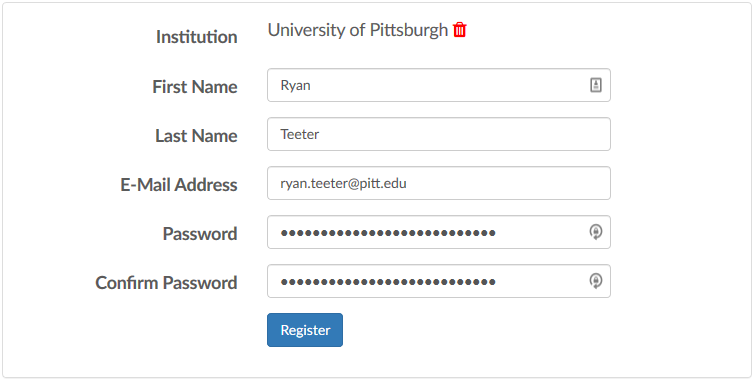 Institution University of Pittsburgh
First Name Ryan
Last Name Teeter
E-Mail Address ryan.teeter@pitt.edu
Password •••••••••••••••••••••••••••
Confirm Password •••••••••••••••••••••••••••
Register